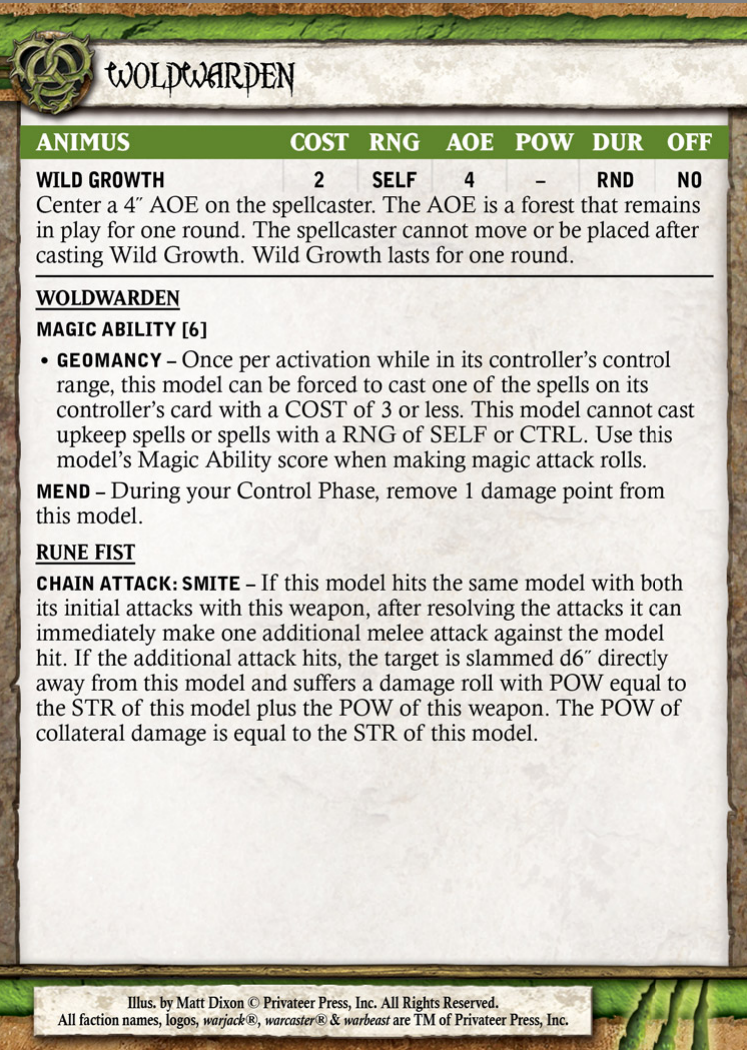 WOLDWARDEN
ANIMUS COST RNG AOE POW DUR OFF
WILD GROWTH 2 SELF 4 – RND NO
Center a 4˝ AOE on the spellcaster. The AOE is a forest that remains
in play for one round. The spellcaster cannot move or be placed after
casting Wild Growth. Wild Growth lasts for one round.
WOLDWARDEN
MAGIC ABILITY [6]
• GEOMANCY – Once per activation while in its controller’s control
range, this model can be forced to cast one of the spells on its
controller’s card with a COST of 3 or less. This model cannot cast
upkeep spells or spells with a RNG of SELF or CTRL. Use this
model’s Magic Ability score when making magic attack rolls.
MEND – During your Control Phase, remove 1 damage point from
this model.
RUNE FIST
CHAIN ATTACK: SMITE – If this model hits the same model with both
its initial attacks with this weapon, after resolving the attacks it can
immediately make one additional melee attack against the model
hit. If the additional attack hits, the target is slammed d6˝ directly
away from this model and suffers a damage roll with POW equal to
the STR of this model plus the POW of this weapon. The POW of
collateral damage is equal to the STR of this model.
Illus. by Matt Dixon © Privateer Press, Inc. All Rights Reserved.
All faction names, logos, warjack®, warcaster® & warbeast are TM of Privateer Press, Inc.